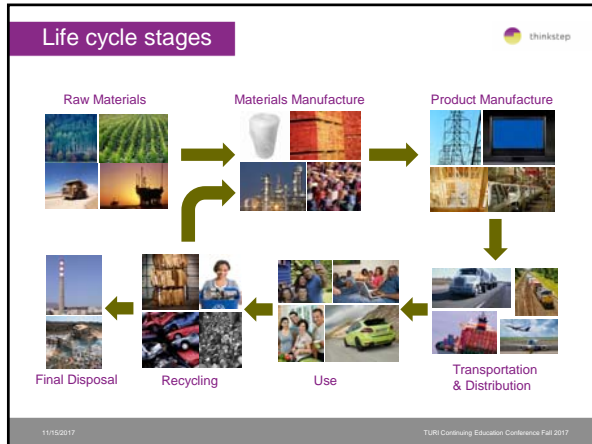 Life cycle stages
thinkstep
Raw Materials
Materials Manufacture
Product Manufacture
Final Disposal
Recycling
Use
Transportation
& Distribution
11/15/2017
TURI Continuing Education Conference Fall 2017